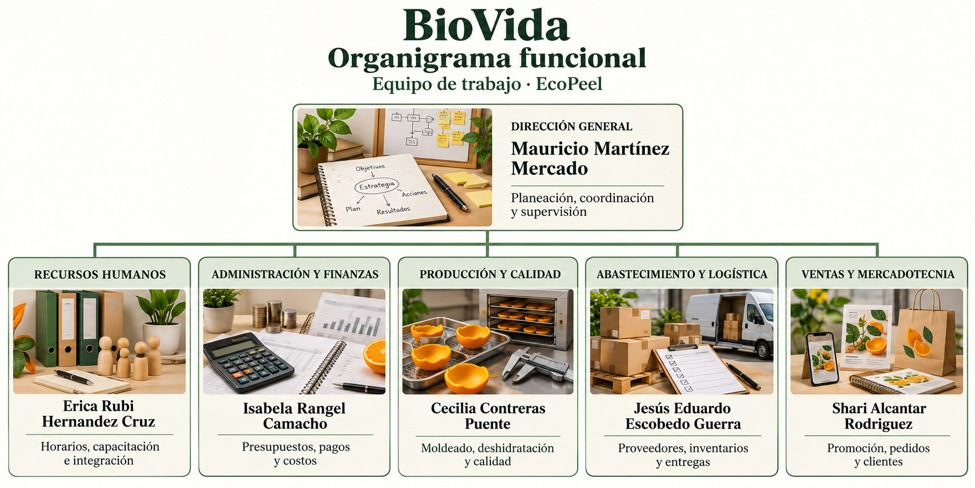 BioVida
Organigrama funcional
Equipo de trabajo · EcoPeel
DIRECCIÓN GENERAL
Mauricio Martínez
Mercado
Planeación, coordinación
y supervisión
Objetivos
Estrategia
Acciones
Plan
Resultados
RECURSOS HUMANOS
Erica Rubi
Hernandez Cruz
Horarios, capacitación
e integración
ADMINISTRACIÓN Y FINANZAS
Isabela Rangel
Camacho
Presupuestos, pagos
y costos
PRODUCCIÓN Y CALIDAD
Cecilia Contreras
Puente
Moldeado, deshidratación
y calidad
ABASTECIMIENTO Y LOGÍSTICA
Jesús Eduardo
Escobedo Guerra
Proveedores, inventarios
y entregas
VENTAS Y MERCADOTECNIA
Shari Alcantar
Rodriguez
Promoción, pedidos
y clientes